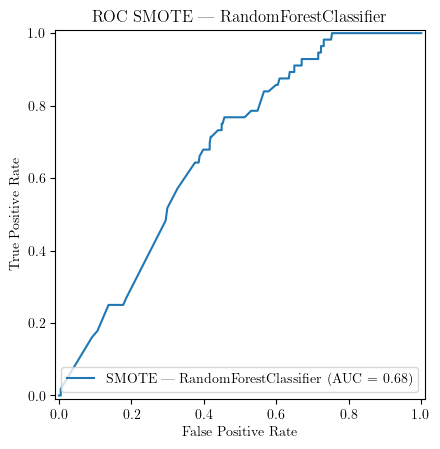 ROC SMOTE — RandomForestClassifier
1.0
0.8
0.6
0.4
0.2
0.0
True Positive Rate
SMOTE — RandomForestClassifier (AUC = 0.68)
0.0 0.2 0.4 0.6 0.8 1.0
False Positive Rate